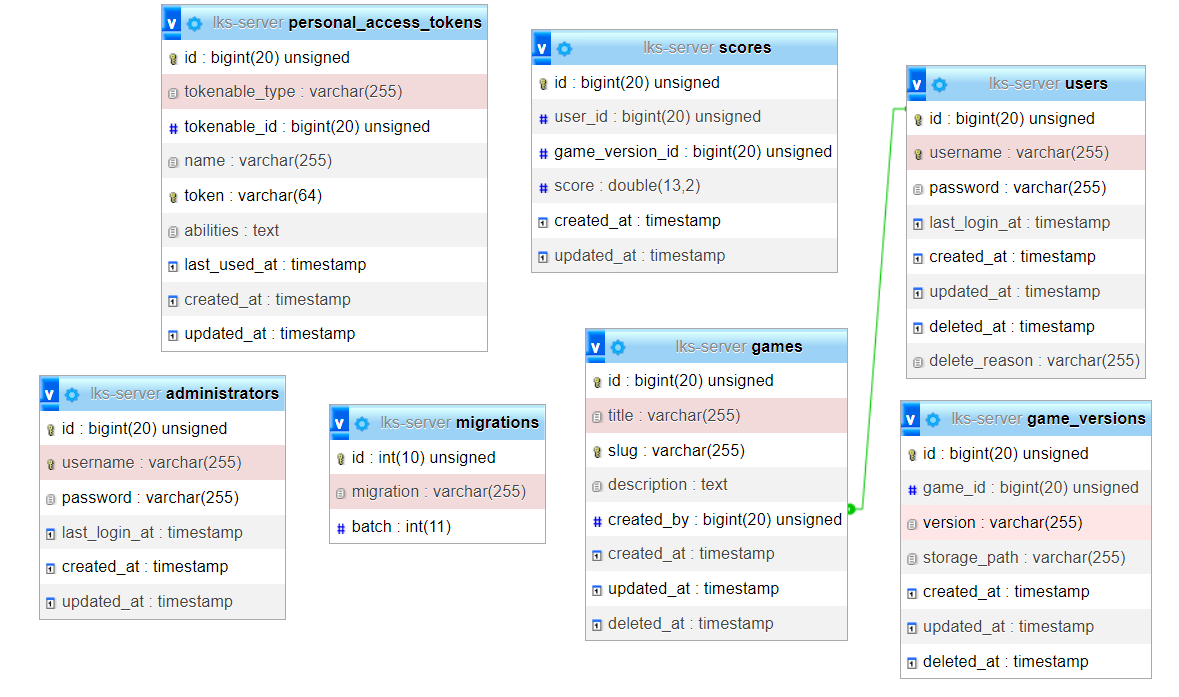 v lks-server personal_access_tokens
id : bigint(20) unsigned
tokenable_type : varchar(255)
# tokenable_id : bigint(20) unsigned
name : varchar(255)
token : varchar(64)
abilities : text
last_used_at : timestamp
created_at : timestamp
updated_at : timestamp
v lks-server scores
id : bigint(20) unsigned
# user_id : bigint(20) unsigned
# game_version_id : bigint(20) unsigned
# score : double(13,2)
created_at : timestamp
updated_at : timestamp
v lks-server users
id : bigint(20) unsigned
username : varchar(255)
password : varchar(255)
last_login_at : timestamp
created_at : timestamp
updated_at : timestamp
deleted_at : timestamp
delete_reason : varchar(255)
v lks-server administrators
id : bigint(20) unsigned
username : varchar(255)
password : varchar(255)
last_login_at : timestamp
created_at : timestamp
updated_at : timestamp
v lks-server migrations
id : int(10) unsigned
migration : varchar(255)
# batch : int(11)
v lks-server games
id : bigint(20) unsigned
title : varchar(255)
slug : varchar(255)
description : text
# created_by : bigint(20) unsigned
created_at : timestamp
updated_at : timestamp
deleted_at : timestamp
v lks-server game_versions
id : bigint(20) unsigned
# game_id : bigint(20) unsigned
version : varchar(255)
storage_path : varchar(255)
created_at : timestamp
updated_at : timestamp
deleted_at : timestamp